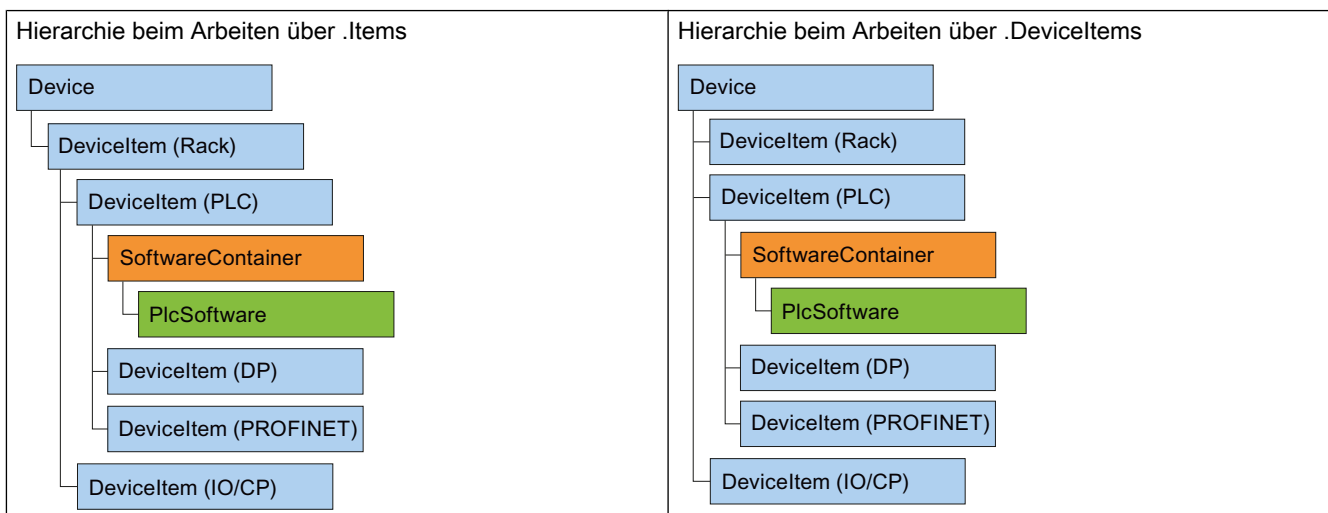 Hierarchie beim Arbeiten über .Items
Device
DeviceItem (Rack)
DeviceItem (PLC)
SoftwareContainer
PlcSoftware
DeviceItem (DP)
DeviceItem (PROFINET)
DeviceItem (IO/CP)
Hierarchie beim Arbeiten über .DeviceItems
Device
DeviceItem (Rack)
DeviceItem (PLC)
SoftwareContainer
PlcSoftware
DeviceItem (DP)
DeviceItem (PROFINET)
DeviceItem (IO/CP)